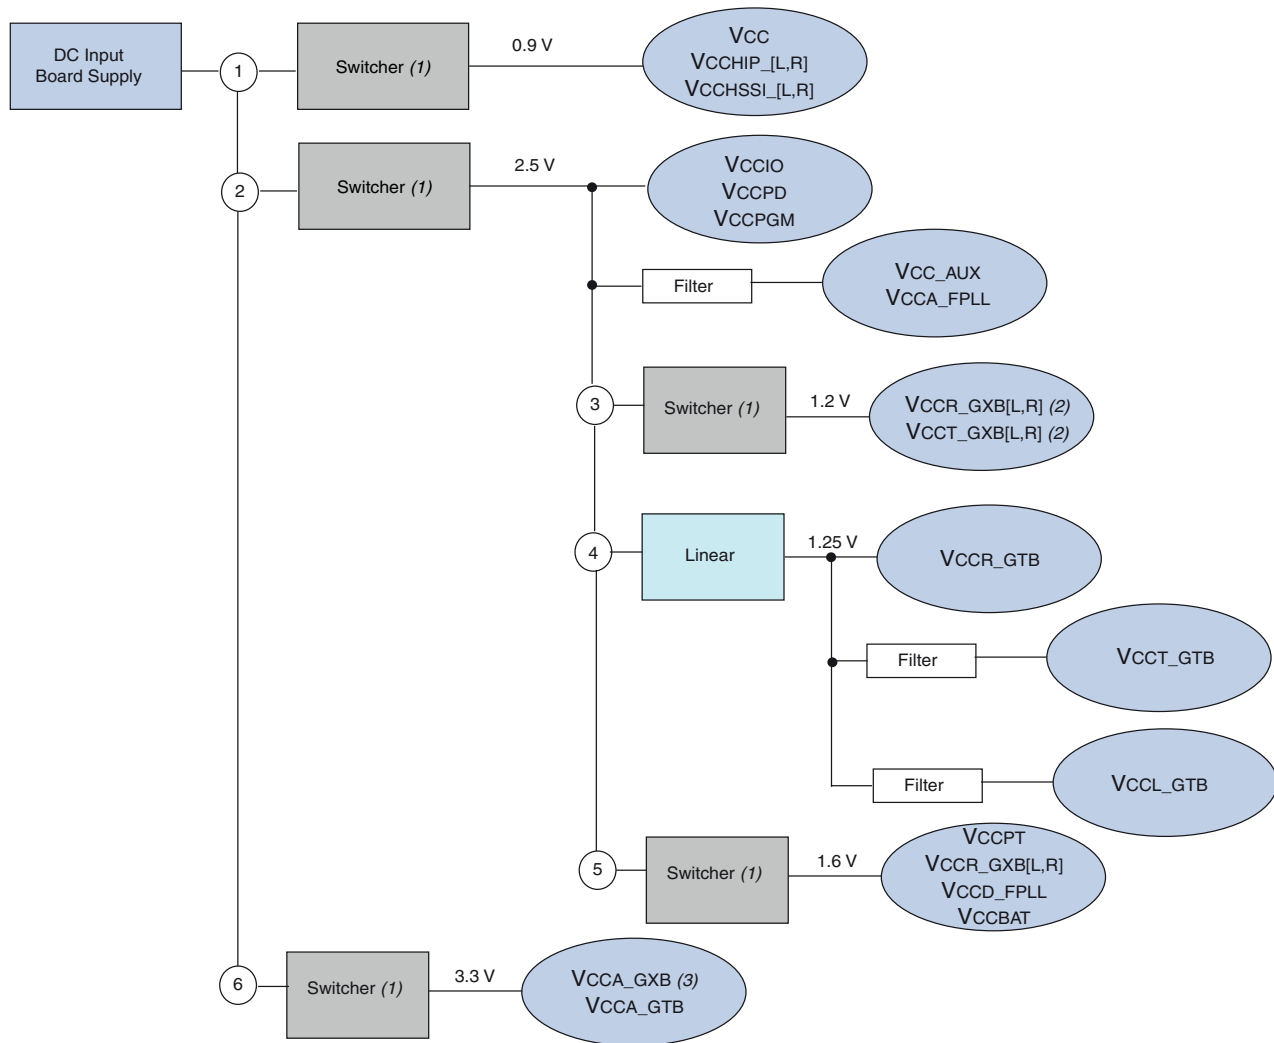 DC Input
Board Supply
1
Switcher (1)
0.9 V
VCC
VCCHIP_[L,R]
VCCHSSI_[L,R]
2
Switcher (1)
2.5 V
VCCIO
VCCPD
VCCPGM
Filter
VCC_AUX
VCCA_FPLL
3
Switcher (1)
1.2 V
VCCR_GXB[L,R] (2)
VCCT_GXB[L,R] (2)
4
Linear
1.25 V
VCCR_GTB
Filter
VCCT_GTB
Filter
VCCL_GTB
5
Switcher (1)
1.6 V
VCCPT
VCCR_GXB[L,R]
VCCD_FPLL
VCCBAT
6
Switcher (1)
3.3 V
VCCA_GXB (3)
VCCA_GTB